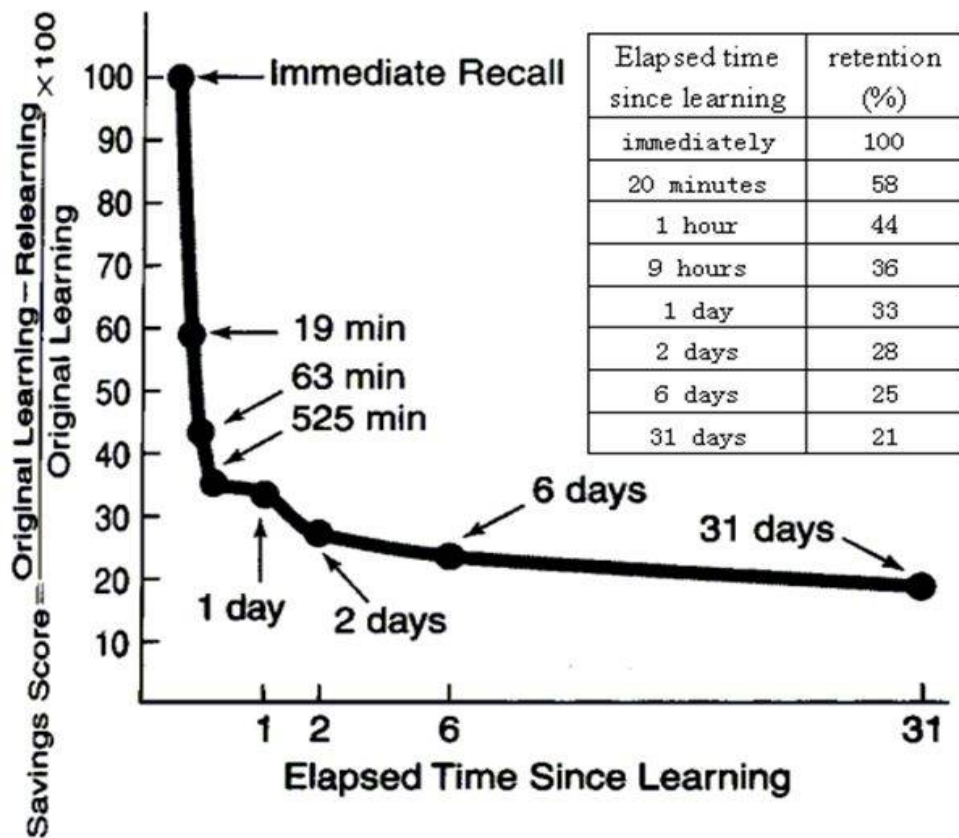 Savings Score=
Original Learning−Relearning
Original Learning
×100
100
90
80
70
60
50
40
30
20
10
Immediate Recall
19 min
63 min
525 min
1 day
2 days
6 days
31 days
1 2 6 31
Elapsed Time Since Learning
Elapsed time retention
since learning (%)
immediately 100
20 minutes 58
1 hour 44
9 hours 36
1 day 33
2 days 28
6 days 25
31 days 21